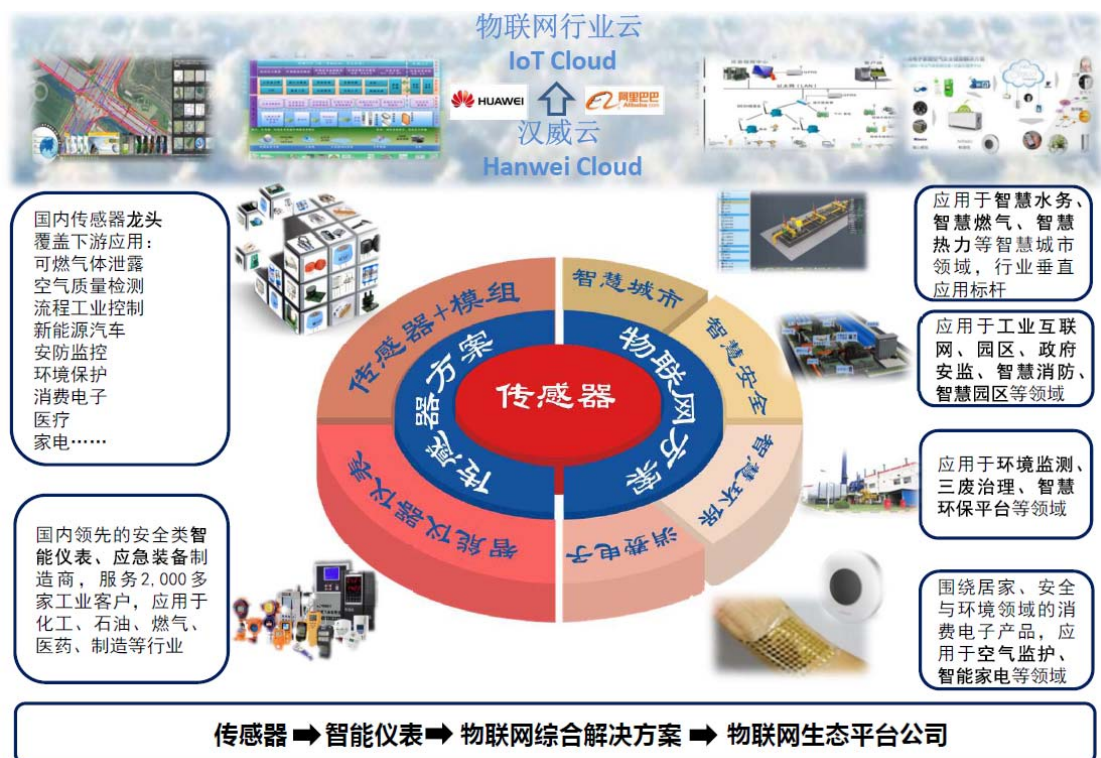 物联网行业云
IoT Cloud
HUAWEI
阿里巴巴
Alibaba.com
汉威云
Hanwei Cloud
国内传感器龙头
覆盖下游应用：
可燃气体泄露
空气质量检测
流程工业控制
新能源汽车
安防监控
环境保护
消费电子
医疗
家电……
国内领先的安全类智
能仪表、应急装备制
造商，服务2,000多
家工业客户，应用于
化工、石油、燃气、
医药、制造等行业
传感器+模组
智能仪器仪表
传感器方案
传感器
物联网方案
智慧城市
智慧安全
智慧环保
消费电子
应用于智慧水务、
智慧燃气、智慧
热力等智慧城市
领域，行业垂直
应用标杆
应用于工业互联
网、园区、政府
安监、智慧消防、
智慧园区等领域
应用于环境监测、
三废治理、智慧
环保平台等领域
围绕居家、安全
与环境领域的消
费电子产品，应
用于空气监护、
智能家电等领域
传感器➡智能仪表➡物联网综合解决方案➡物联网生态平台公司